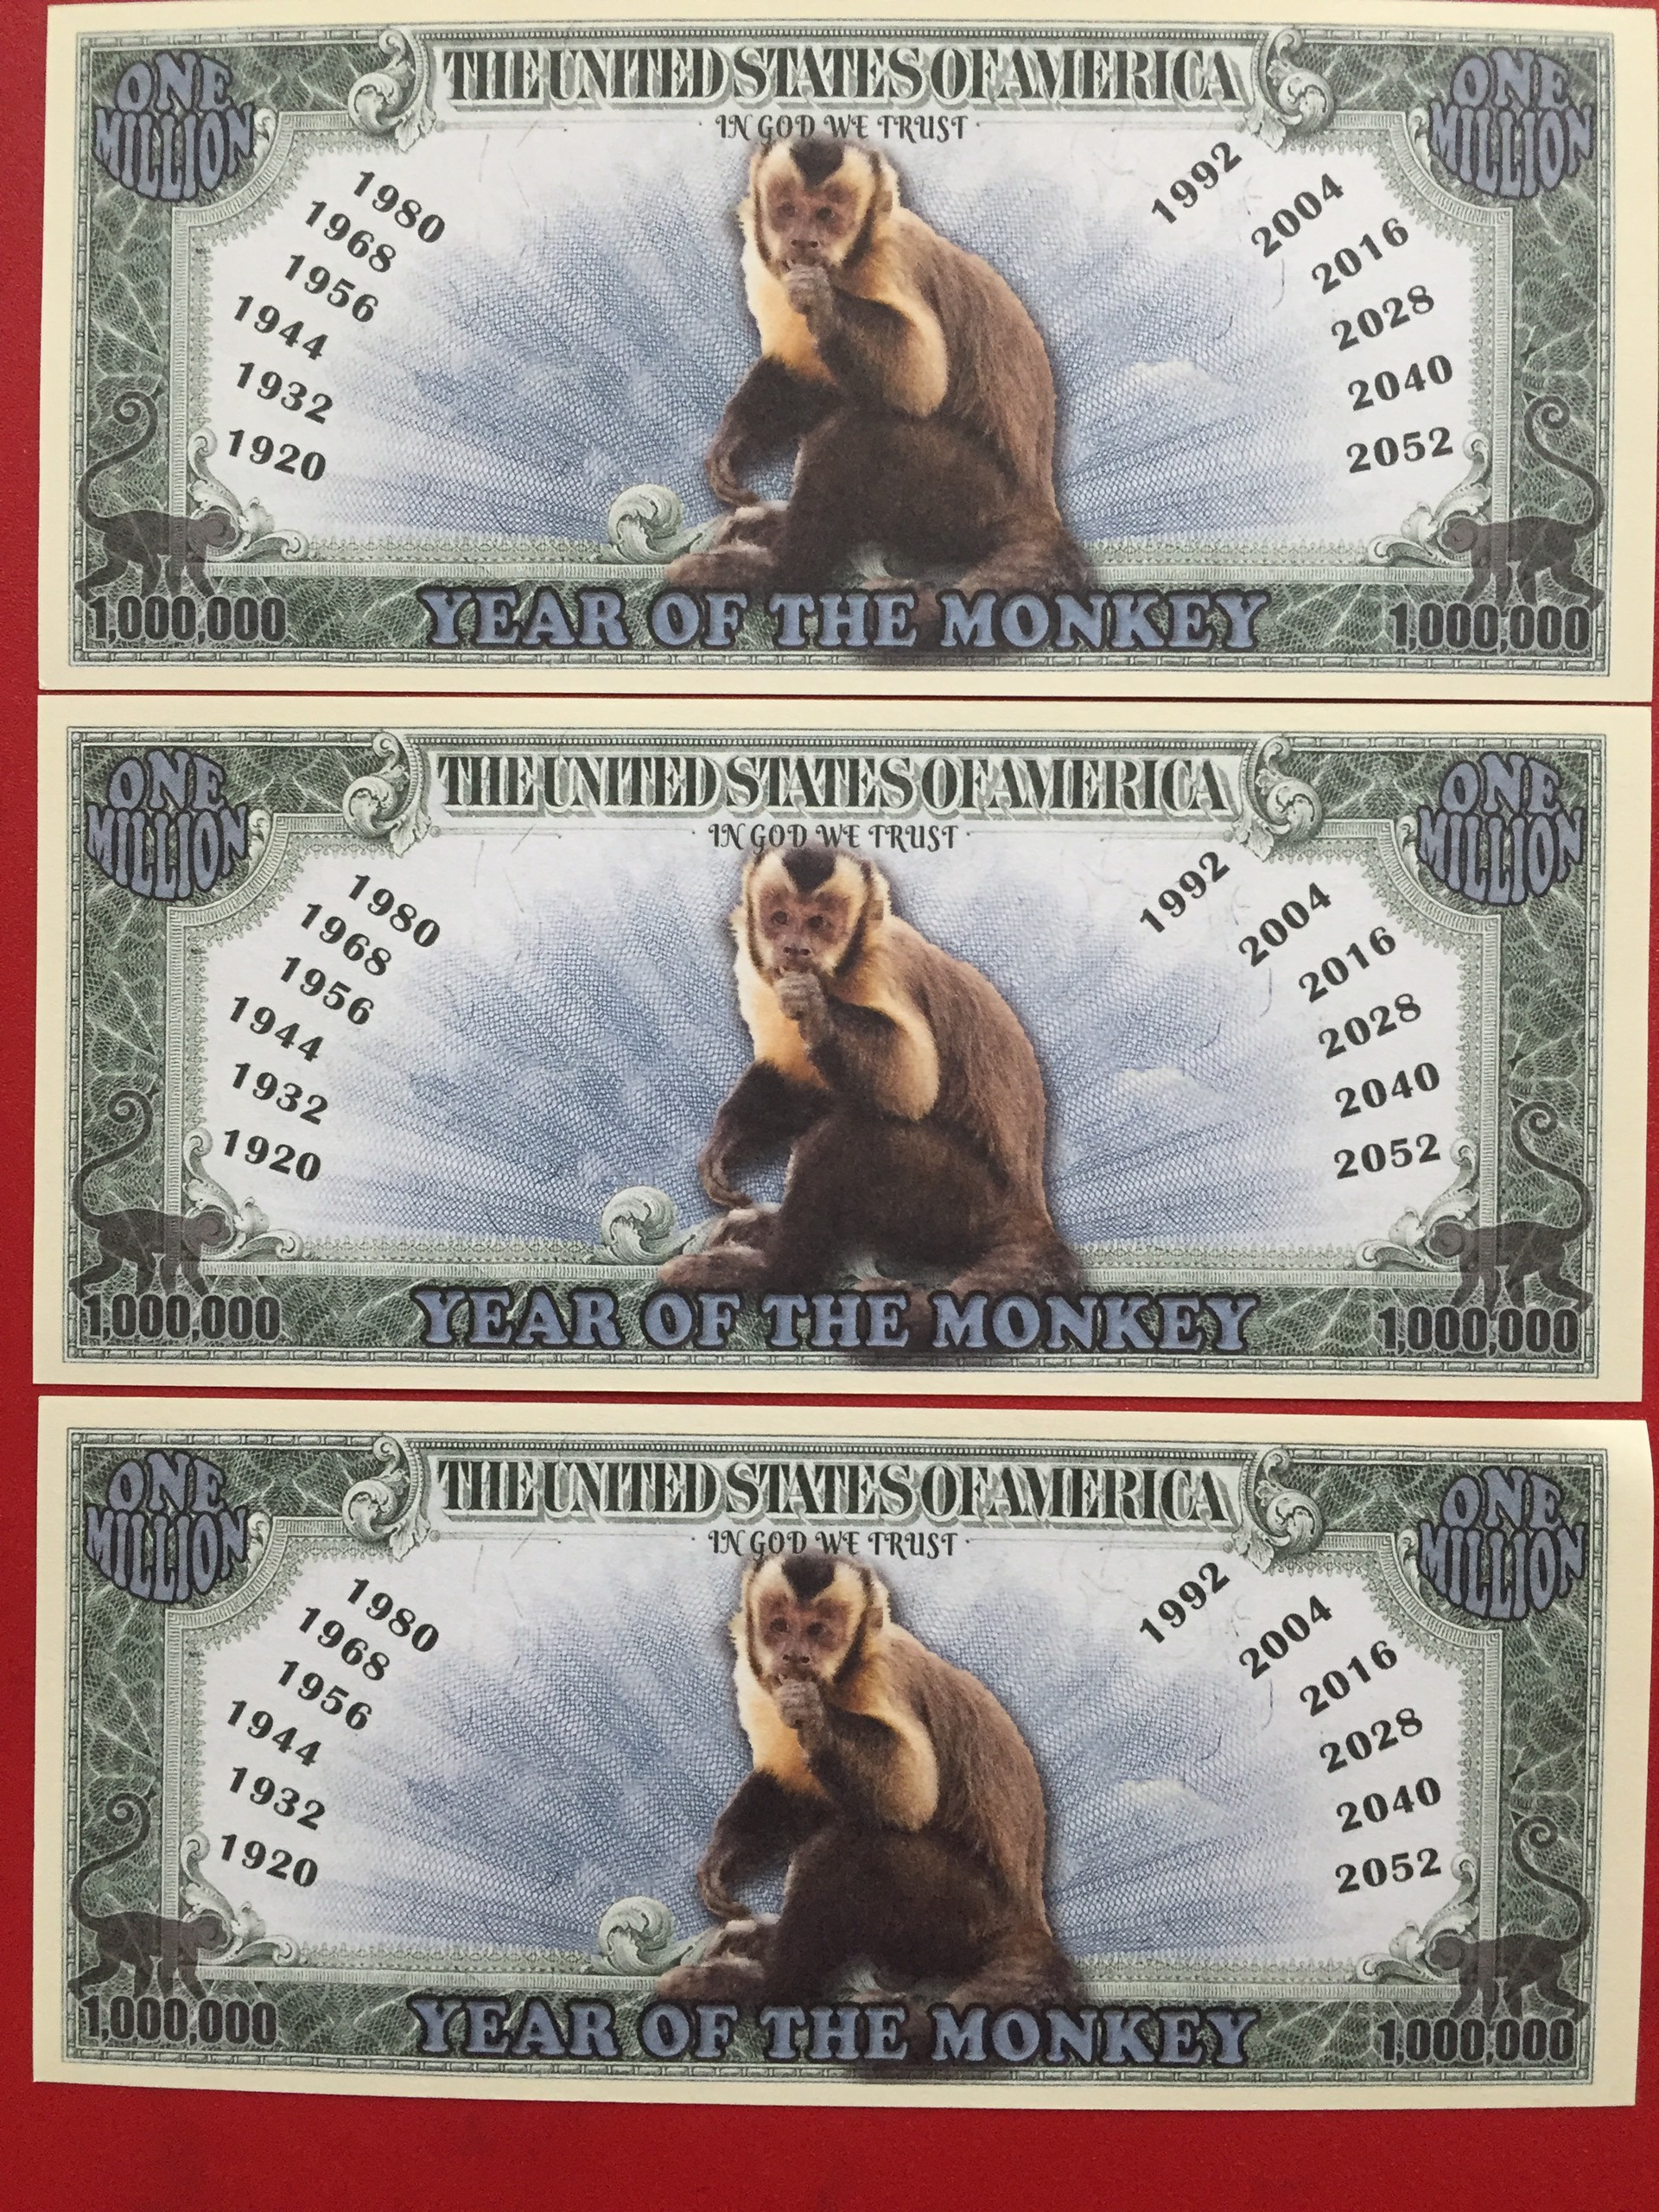 ONE MILLION
THE UNITED STATES OF AMERICA
ONE MILLION
IN GOD WE TRUST
1980
1968
1956
1944
1932
1920
1992
2004
2016
2028
2040
2052
1,000,000
YEAR OF THE MONKEY
1,000,000
ONE MILLION
THE UNITED STATES OF AMERICA
ONE MILLION
IN GOD WE TRUST
1980
1968
1956
1944
1932
1920
1992
2004
2016
2028
2040
2052
1,000,000
YEAR OF THE MONKEY
1,000,000
ONE MILLION
THE UNITED STATES OF AMERICA
ONE MILLION
IN GOD WE TRUST
1980
1968
1956
1944
1932
1920
1992
2004
2016
2028
2040
2052
1,000,000
YEAR OF THE MONKEY
1,000,000